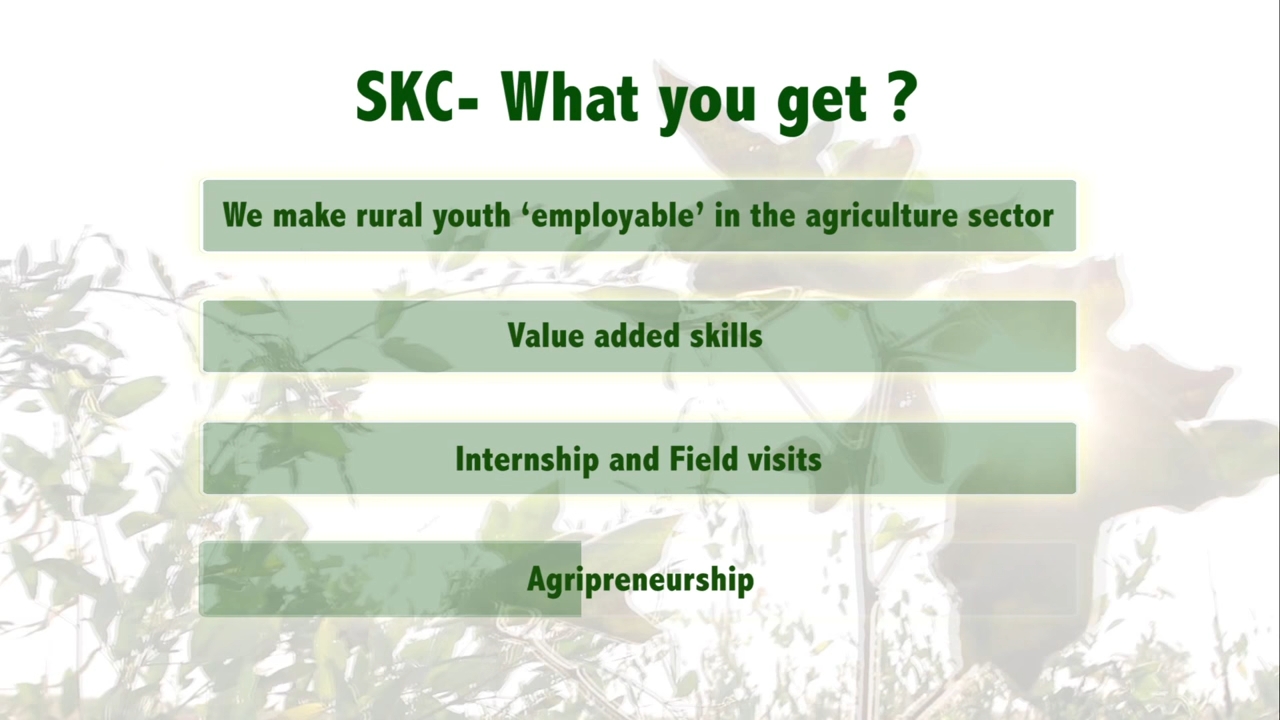 SKC- What you get ?
We make rural youth ‘employable’ in the agriculture sector
Value added skills
Internship and Field visits
Agripreneurship